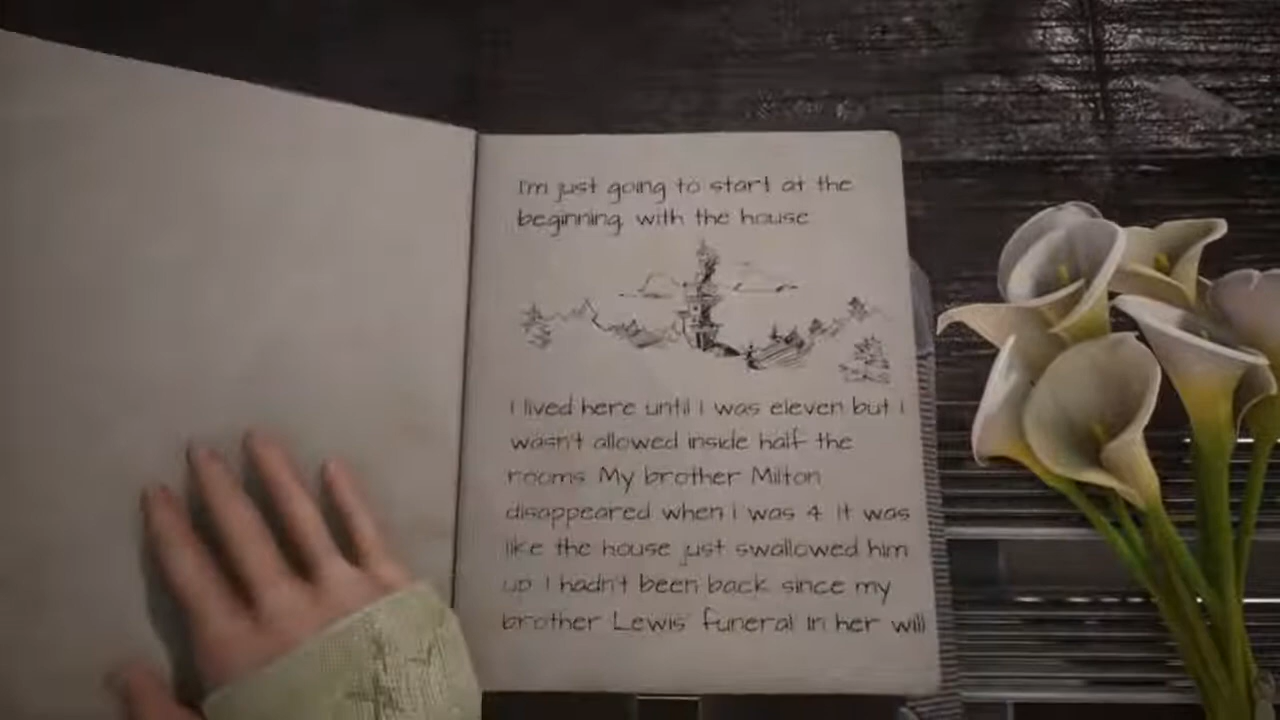 I'm just going to start at the
beginning, with the house
I lived here until I was eleven but I
wasn't allowed inside half the
rooms. My brother Milton
disappeared when I was 4. It was
like the house just swallowed him
up. I hadn't been back since my
brother Lewis' funeral. In her will